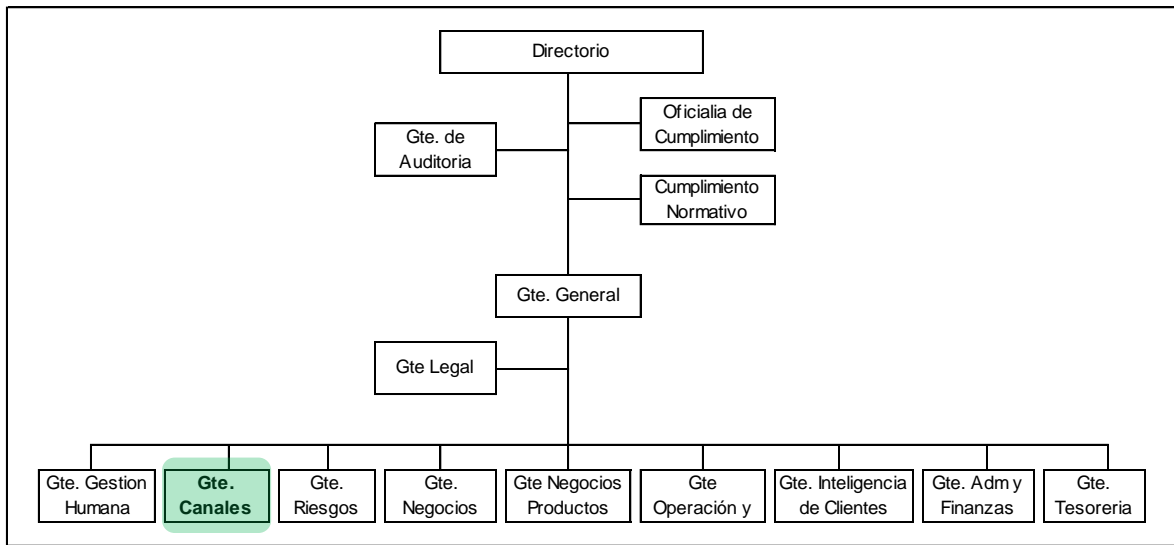 Directorio
Oficialia de
Cumplimiento
Gte. de
Auditoria
Cumplimiento
Normativo
Gte. General
Gte Legal
Gte. Gestion
Humana
Gte.
Canales
Gte.
Riesgos
Gte.
Negocios
Gte Negocios
Productos
Gte
Operación y
Gte. Inteligencia
de Clientes
Gte. Adm y
Finanzas
Gte.
Tesoreria